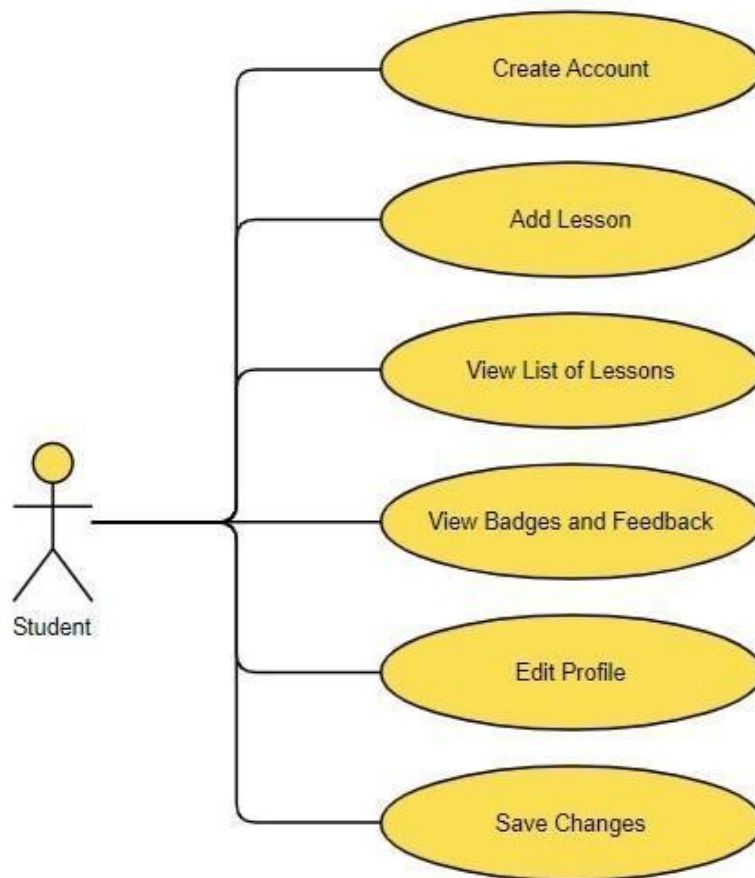 Create Account
Add Lesson
View List of Lessons
View Badges and Feedback
Student
Edit Profile
Save Changes